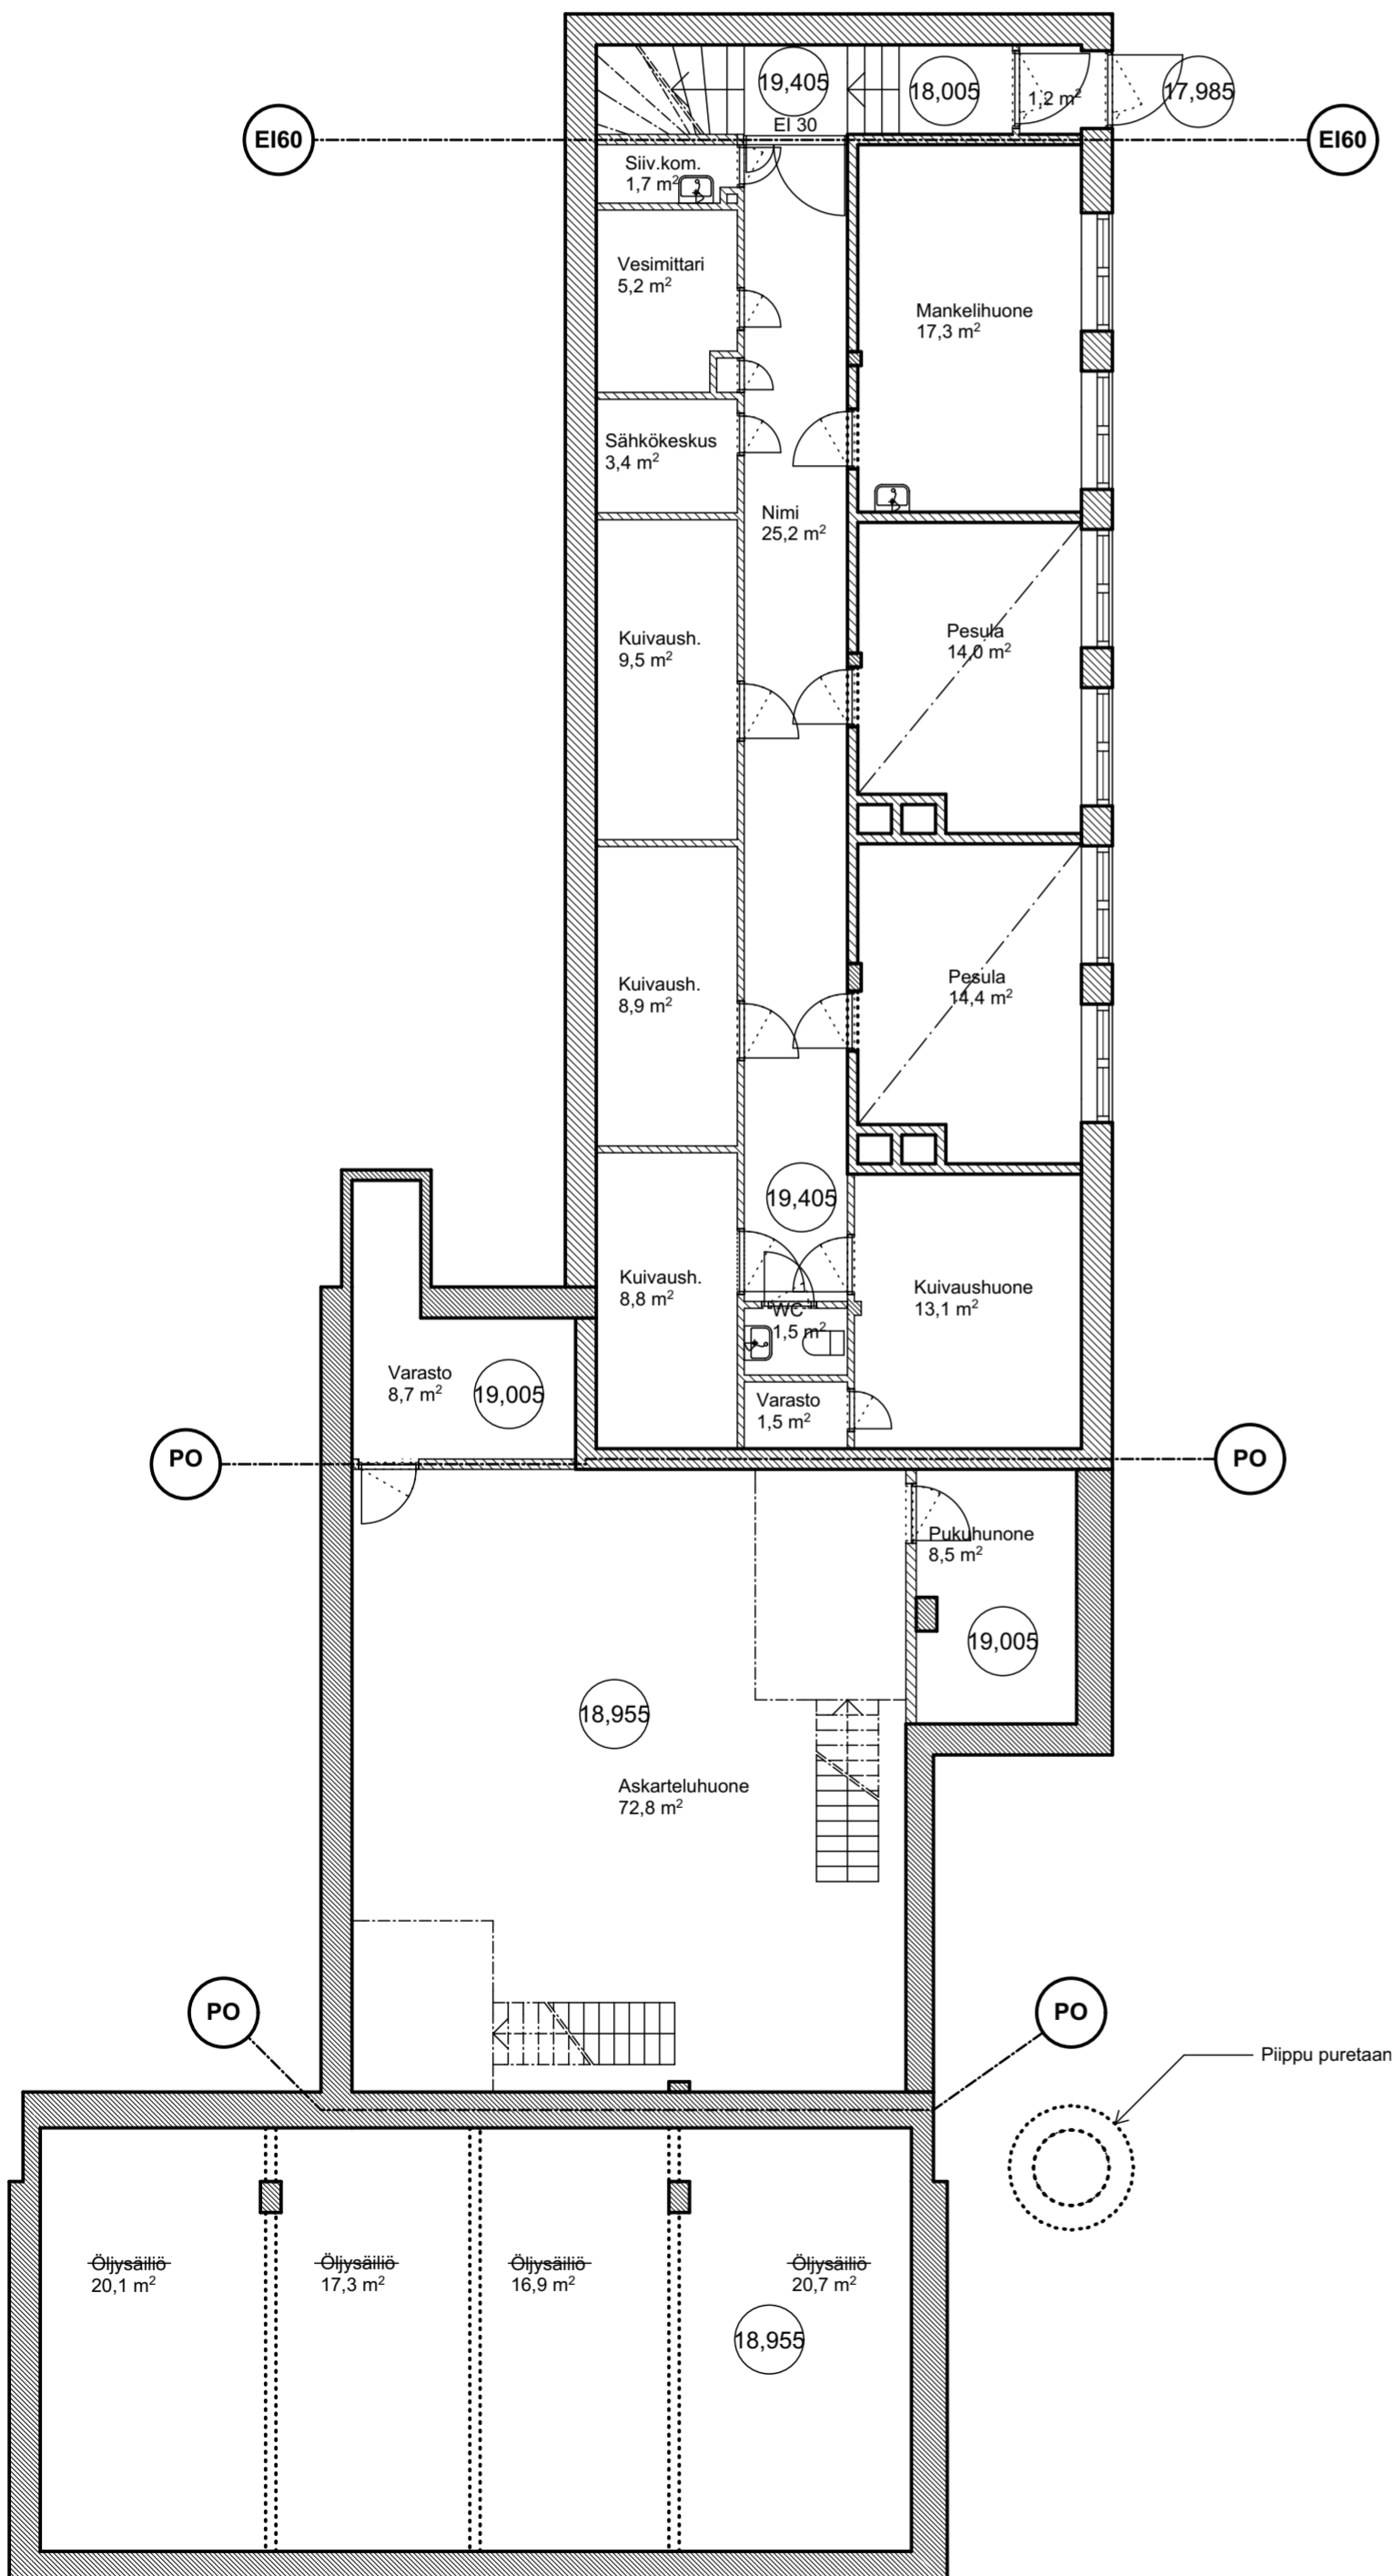 19,405
18,005
1,2 m²
17,985
EI 30
EI60
EI60
Siiv.kom.
1,7 m²
Vesimittari
5,2 m²
Mankelihuone
17,3 m²
Sähkökeskus
3,4 m²
Nimi
25,2 m²
Kuivaush.
9,5 m²
Pesula
14,0 m²
Kuivaush.
8,9 m²
Pesula
14,4 m²
19,405
Kuivaush.
8,8 m²
WC
1,5 m²
Kuivaushuone
13,1 m²
Varasto
8,7 m²
19,005
Varasto
1,5 m²
PO
PO
Pukuhunone
8,5 m²
19,005
18,955
Askarteluhuone
72,8 m²
PO
PO
Piippu puretaan
Öljysäiliö
20,1 m²
Öljysäiliö
17,3 m²
Öljysäiliö
16,9 m²
Öljysäiliö
20,7 m²
18,955